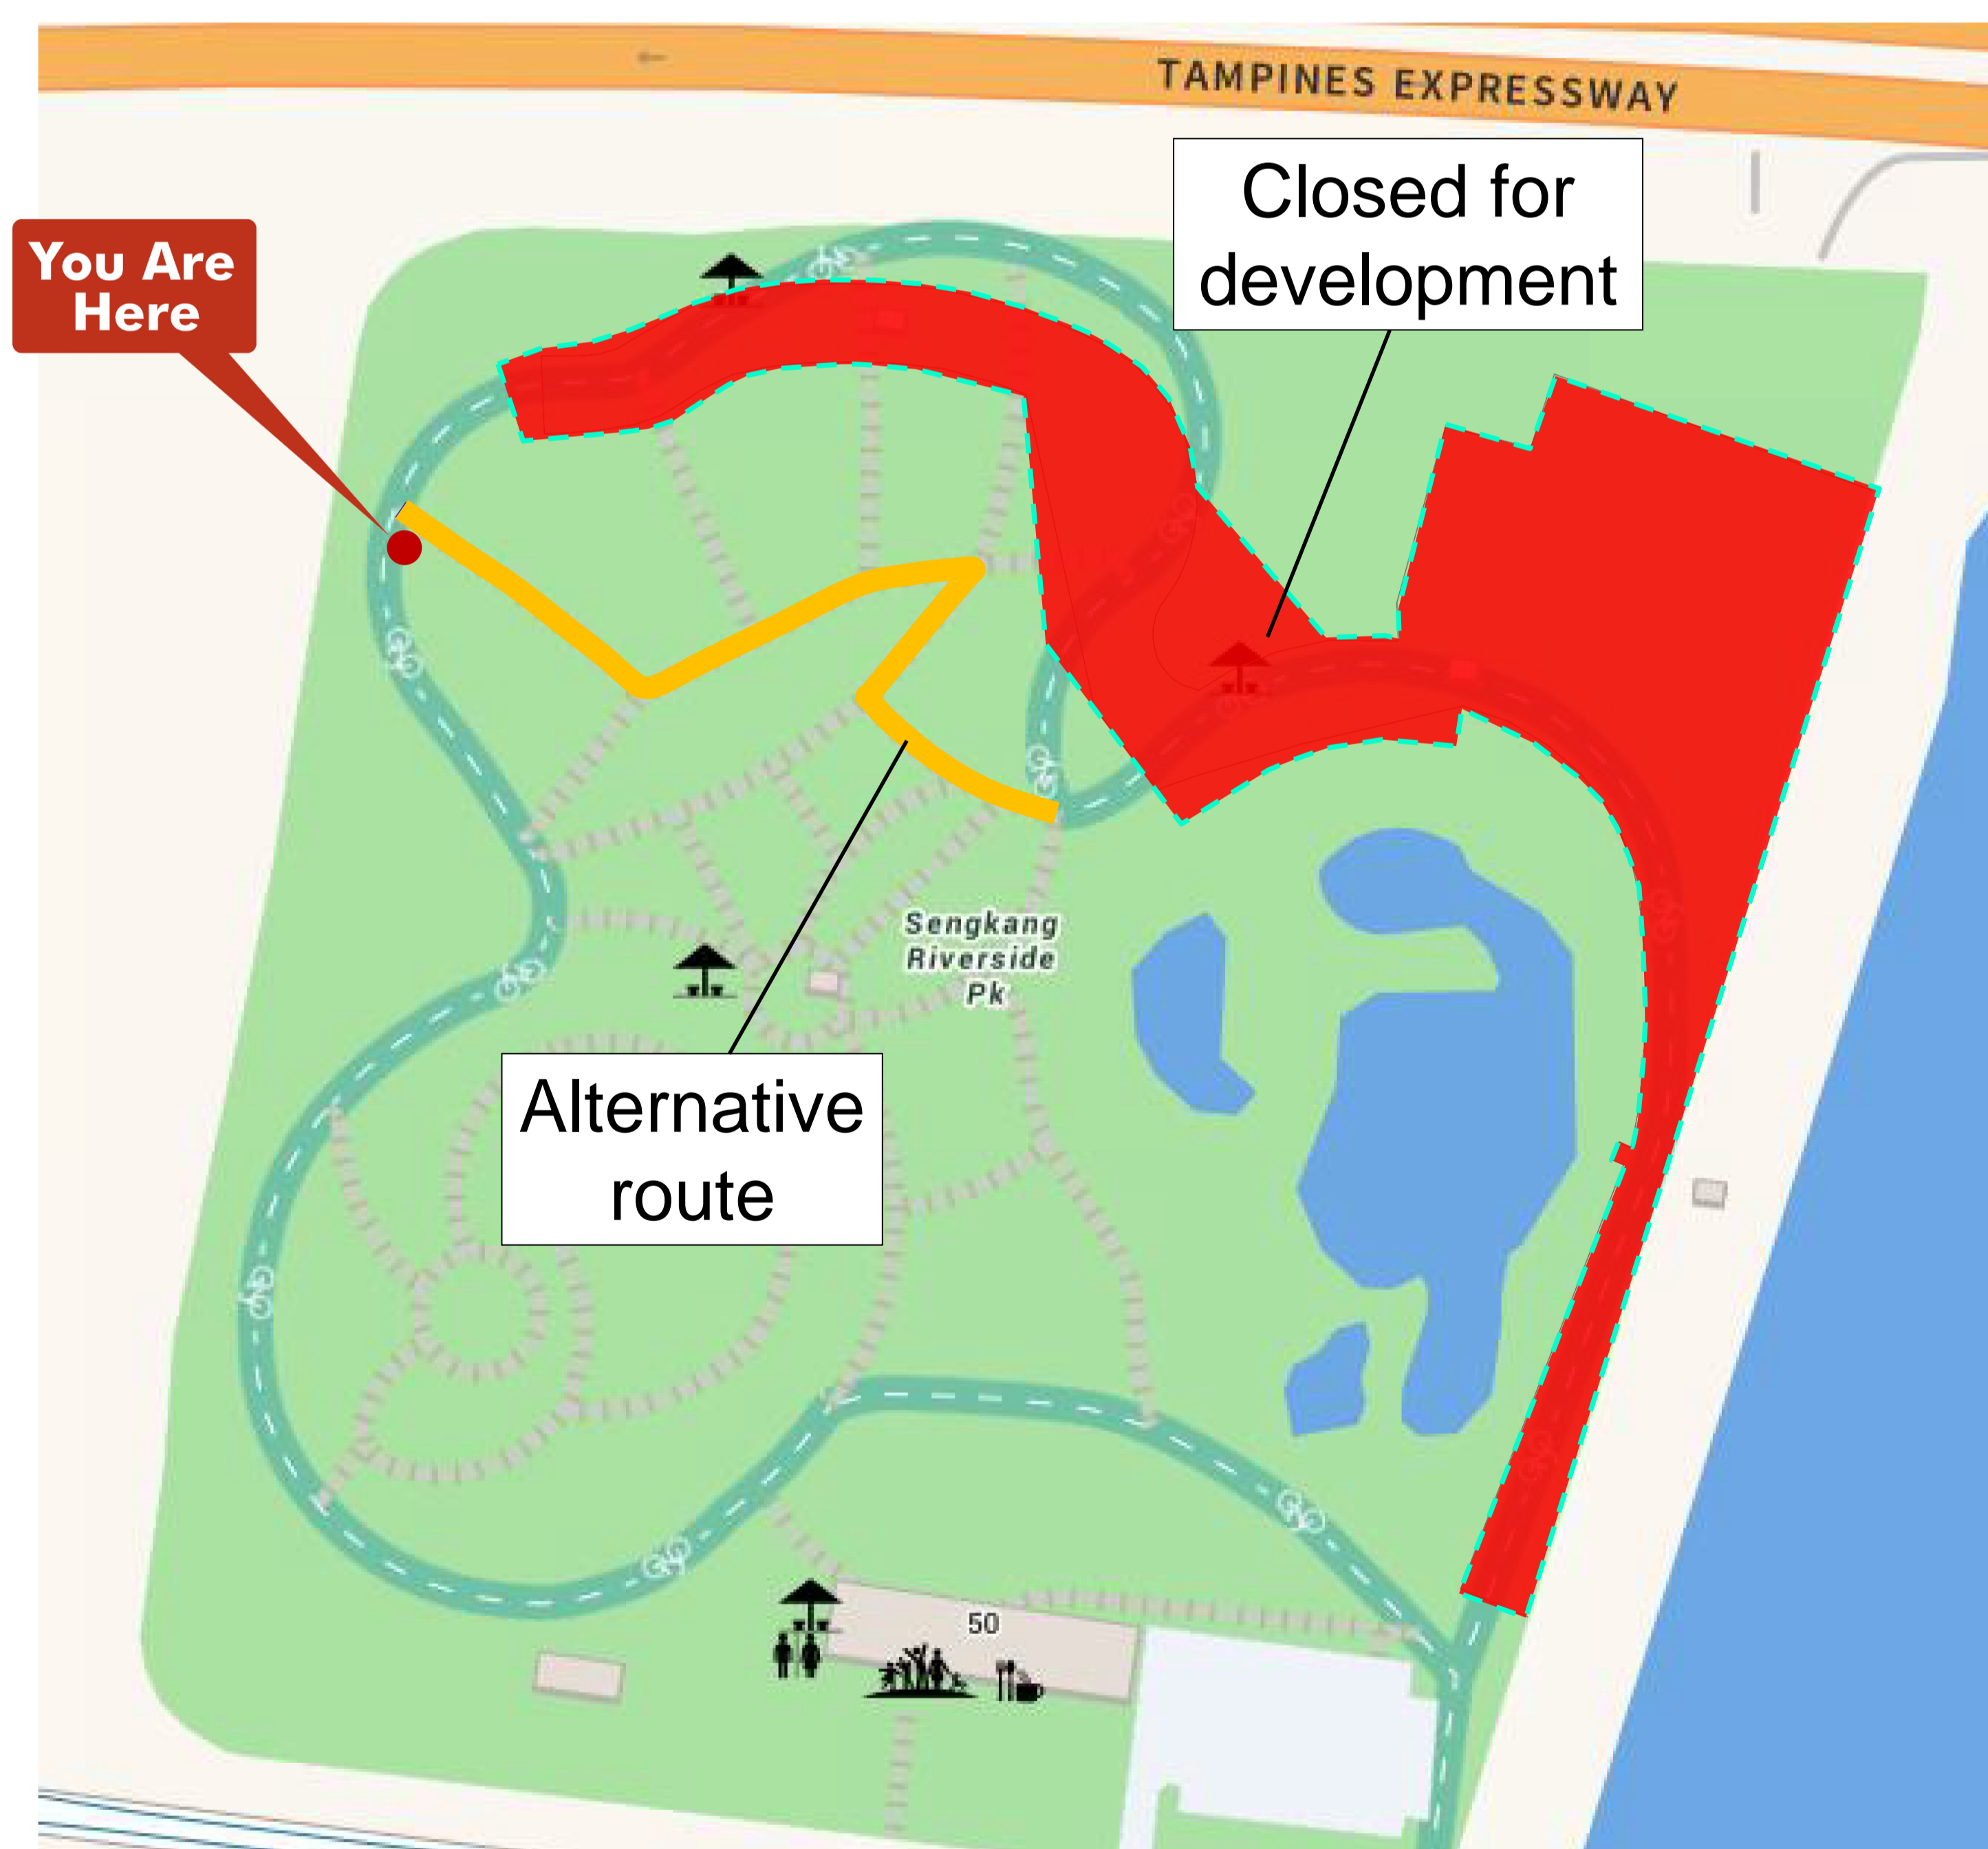 TAMPINES EXPRESSWAY
Closed for
development
You Are
Here
Sengkang
Riverside
Pk
Alternative
route
50